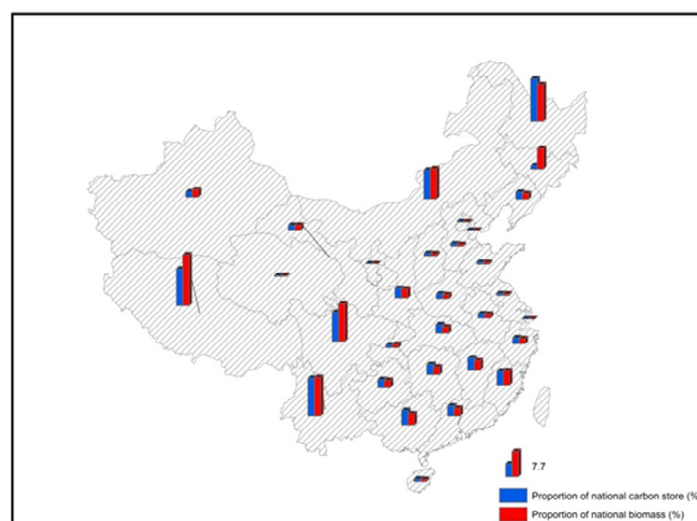 7.7
Proportion of national carbon store (%
Proportion of national biomass (%)